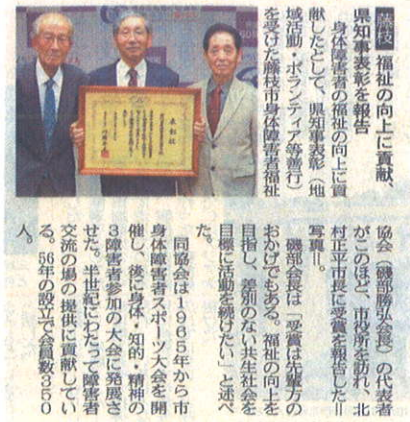 藤枝
福祉の向上に貢献、
県知事表彰を報告
身体障害者の福祉の向上に貢
献したとして、県知事表彰（地
域活動・ボランティア等善行）
を受けた藤枝市身体障害者福祉
協会（磯部勝弘会長）の代表者
がこのほど、市役所を訪れ、北
村正平市長に受賞を報告した＝
写真＝。
磯部会長は「受賞は先輩方の
おかげでもある。福祉の向上を
目指し、差別のない共生社会を
目標に活動を続けたい」と述べ
た。
同協会は１９６５年から市
身体障害者スポーツ大会を開
催し、後に身体・知的・精神の
３障害者参加の大会に発展さ
せた。半世紀にわたって障害者
交流の場の提供に貢献してい
る。56年の設立で会員数３５０
人。
表彰状